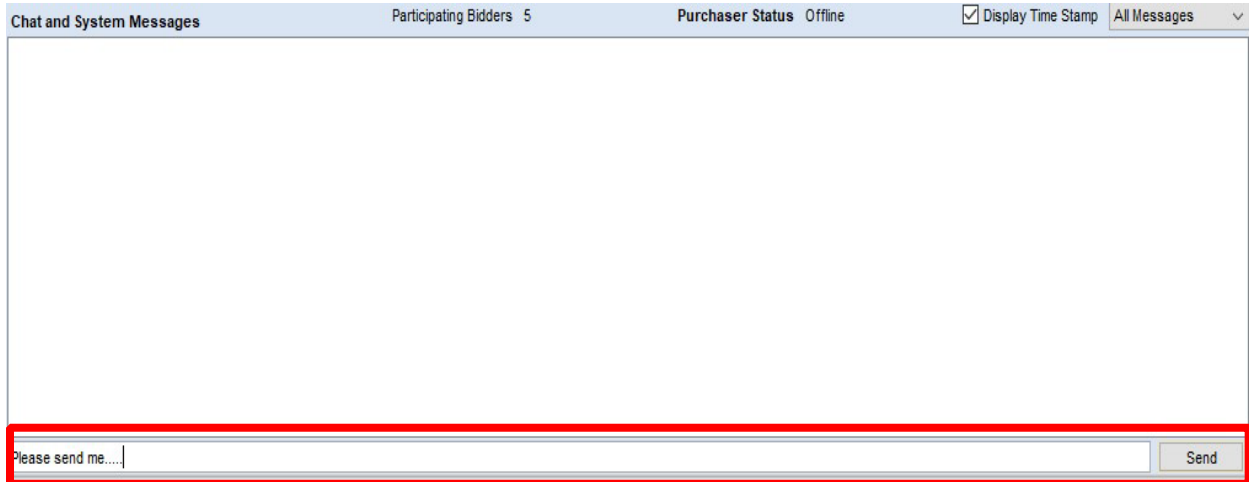 Chat and System Messages Participating Bidders 5 Purchaser Status Offline Display Time Stamp All Messages
Please send me..... Send